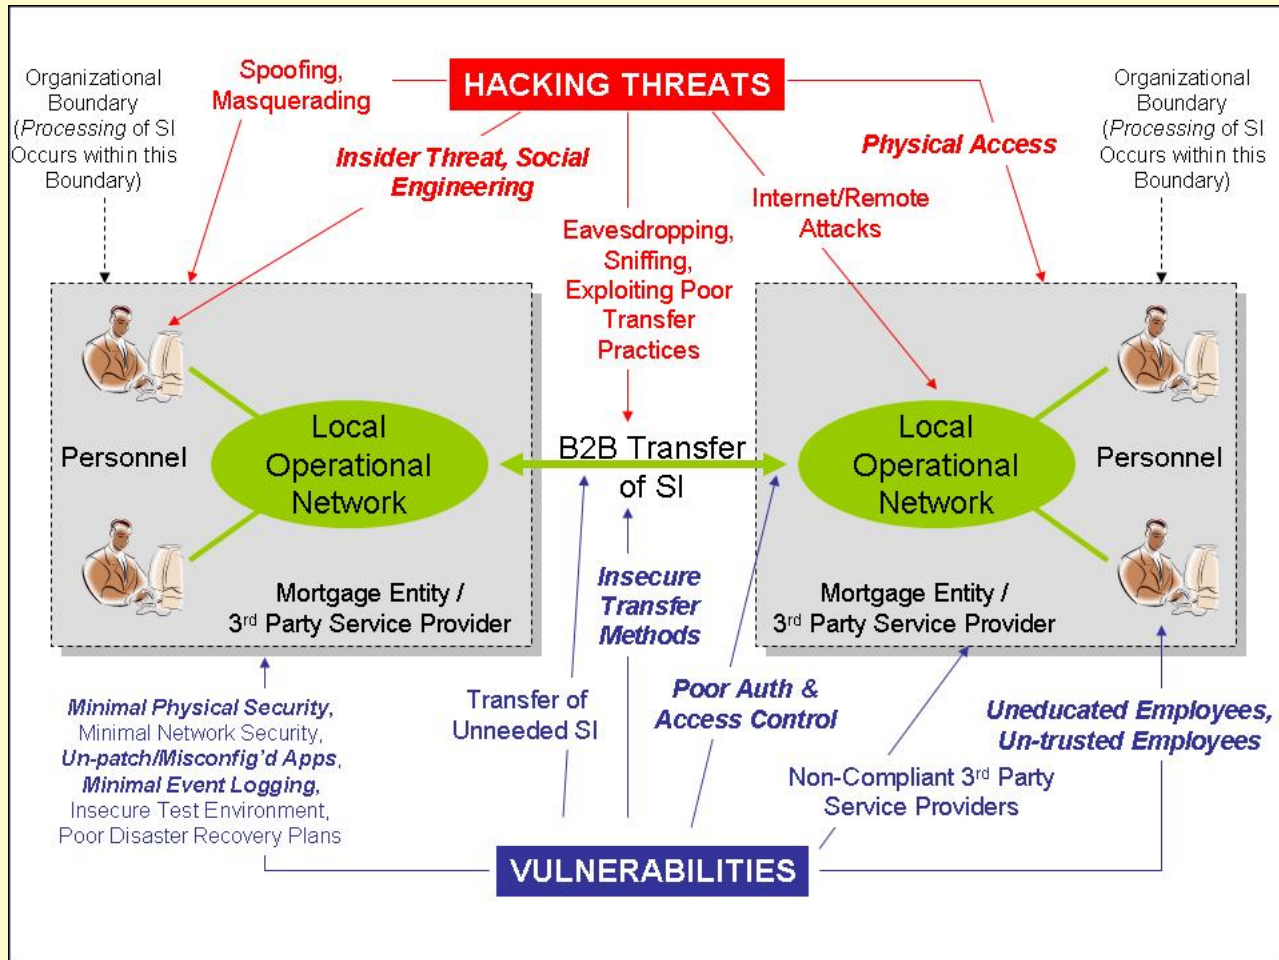 HACKING THREATS
Organizational
Boundary
(Processing of SI
Occurs within this
Boundary)
Spoofing,
Masquerading
Insider Threat, Social
Engineering
Eavesdropping,
Sniffing,
Exploiting Poor
Transfer
Practices
Internet/Remote
Attacks
Physical Access
Organizational
Boundary
(Processing of SI
Occurs within this
Boundary)
Personnel
Local
Operational
Network
Mortgage Entity /
3rd Party Service Provider
B2B Transfer
of SI
Local
Operational
Network
Personnel
Mortgage Entity /
3rd Party Service Provider
Minimal Physical Security,
Minimal Network Security,
Un-patch/Misconfig'd Apps,
Minimal Event Logging,
Insecure Test Environment,
Poor Disaster Recovery Plans
Transfer of
Unneeded SI
Insecure
Transfer
Methods
Poor Auth &
Access Control
Non-Compliant 3rd Party
Service Providers
Uneducated Employees,
Un-trusted Employees
VULNERABILITIES